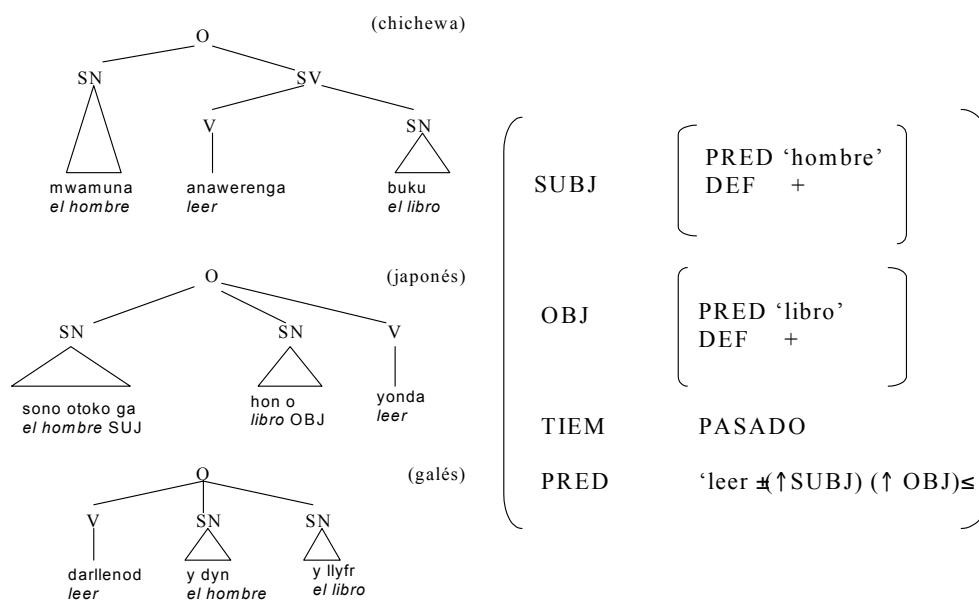 (chichewa)
O
SN SV
V SN
mwamuna anawerenga buku
el hombre leer el libro
(japonés)
O
SN SN V
sono otoko ga hon o yonda
el hombre SUJ libro OBJ leer
(galés)
O
V SN SN
darllenod y dyn y llyfr
leer el hombre el libro
SUBJ PRED ‘hombre’
DEF +
OBJ PRED ‘libro’
DEF +
TIEM PASADO
PRED ‘leer (↑SUBJ) (↑ OBJ)≤